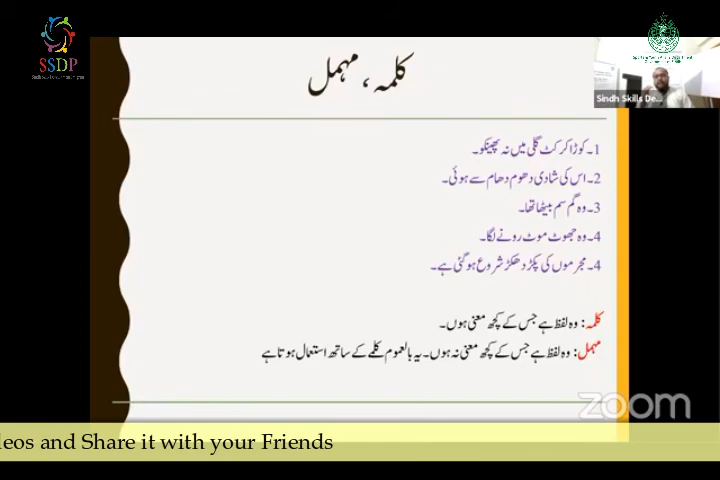 SSDP
Sindh Skills De...
کلمہ، مہمل
1۔ کوڑا کرکٹ گلی میں نہ پھینکو۔
2۔ اس کی شادی دھوم دھام سے ہوئی۔
3۔ وہ گم سم بیٹھا تھا۔
4۔ وہ جھوٹ موٹ رونے لگا۔
4۔ مجرموں کی پکڑ دھکڑ شروع ہو گئی ہے۔
کلمہ: وہ لفظ ہے جس کے کچھ معنی ہوں۔
مہمل: وہ لفظ ہے جس کے کچھ معنی نہ ہوں۔ یہ بالعموم کلمے کے ساتھ استعمال ہوتا ہے
zoom
leos and Share it with your Friends